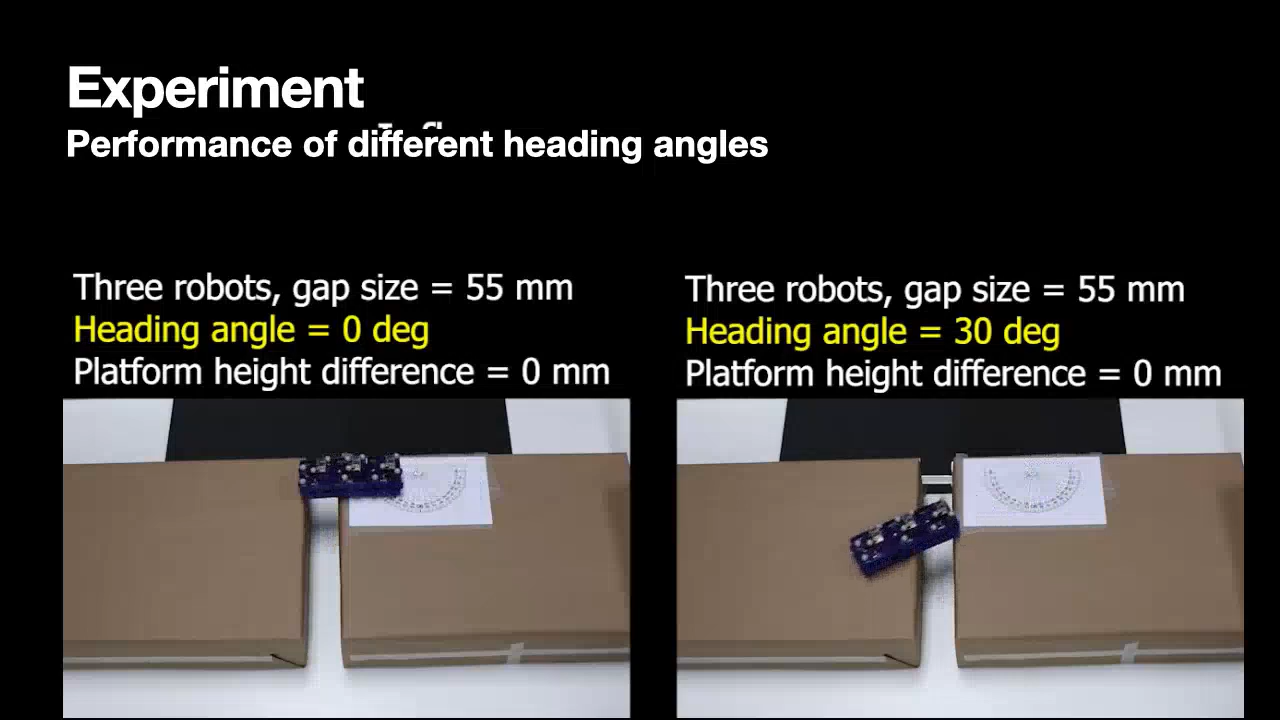 Experiment
Performance of different heading angles
Three robots, gap size = 55 mm
Heading angle = 0 deg
Platform height difference = 0 mm
Three robots, gap size = 55 mm
Heading angle = 30 deg
Platform height difference = 0 mm